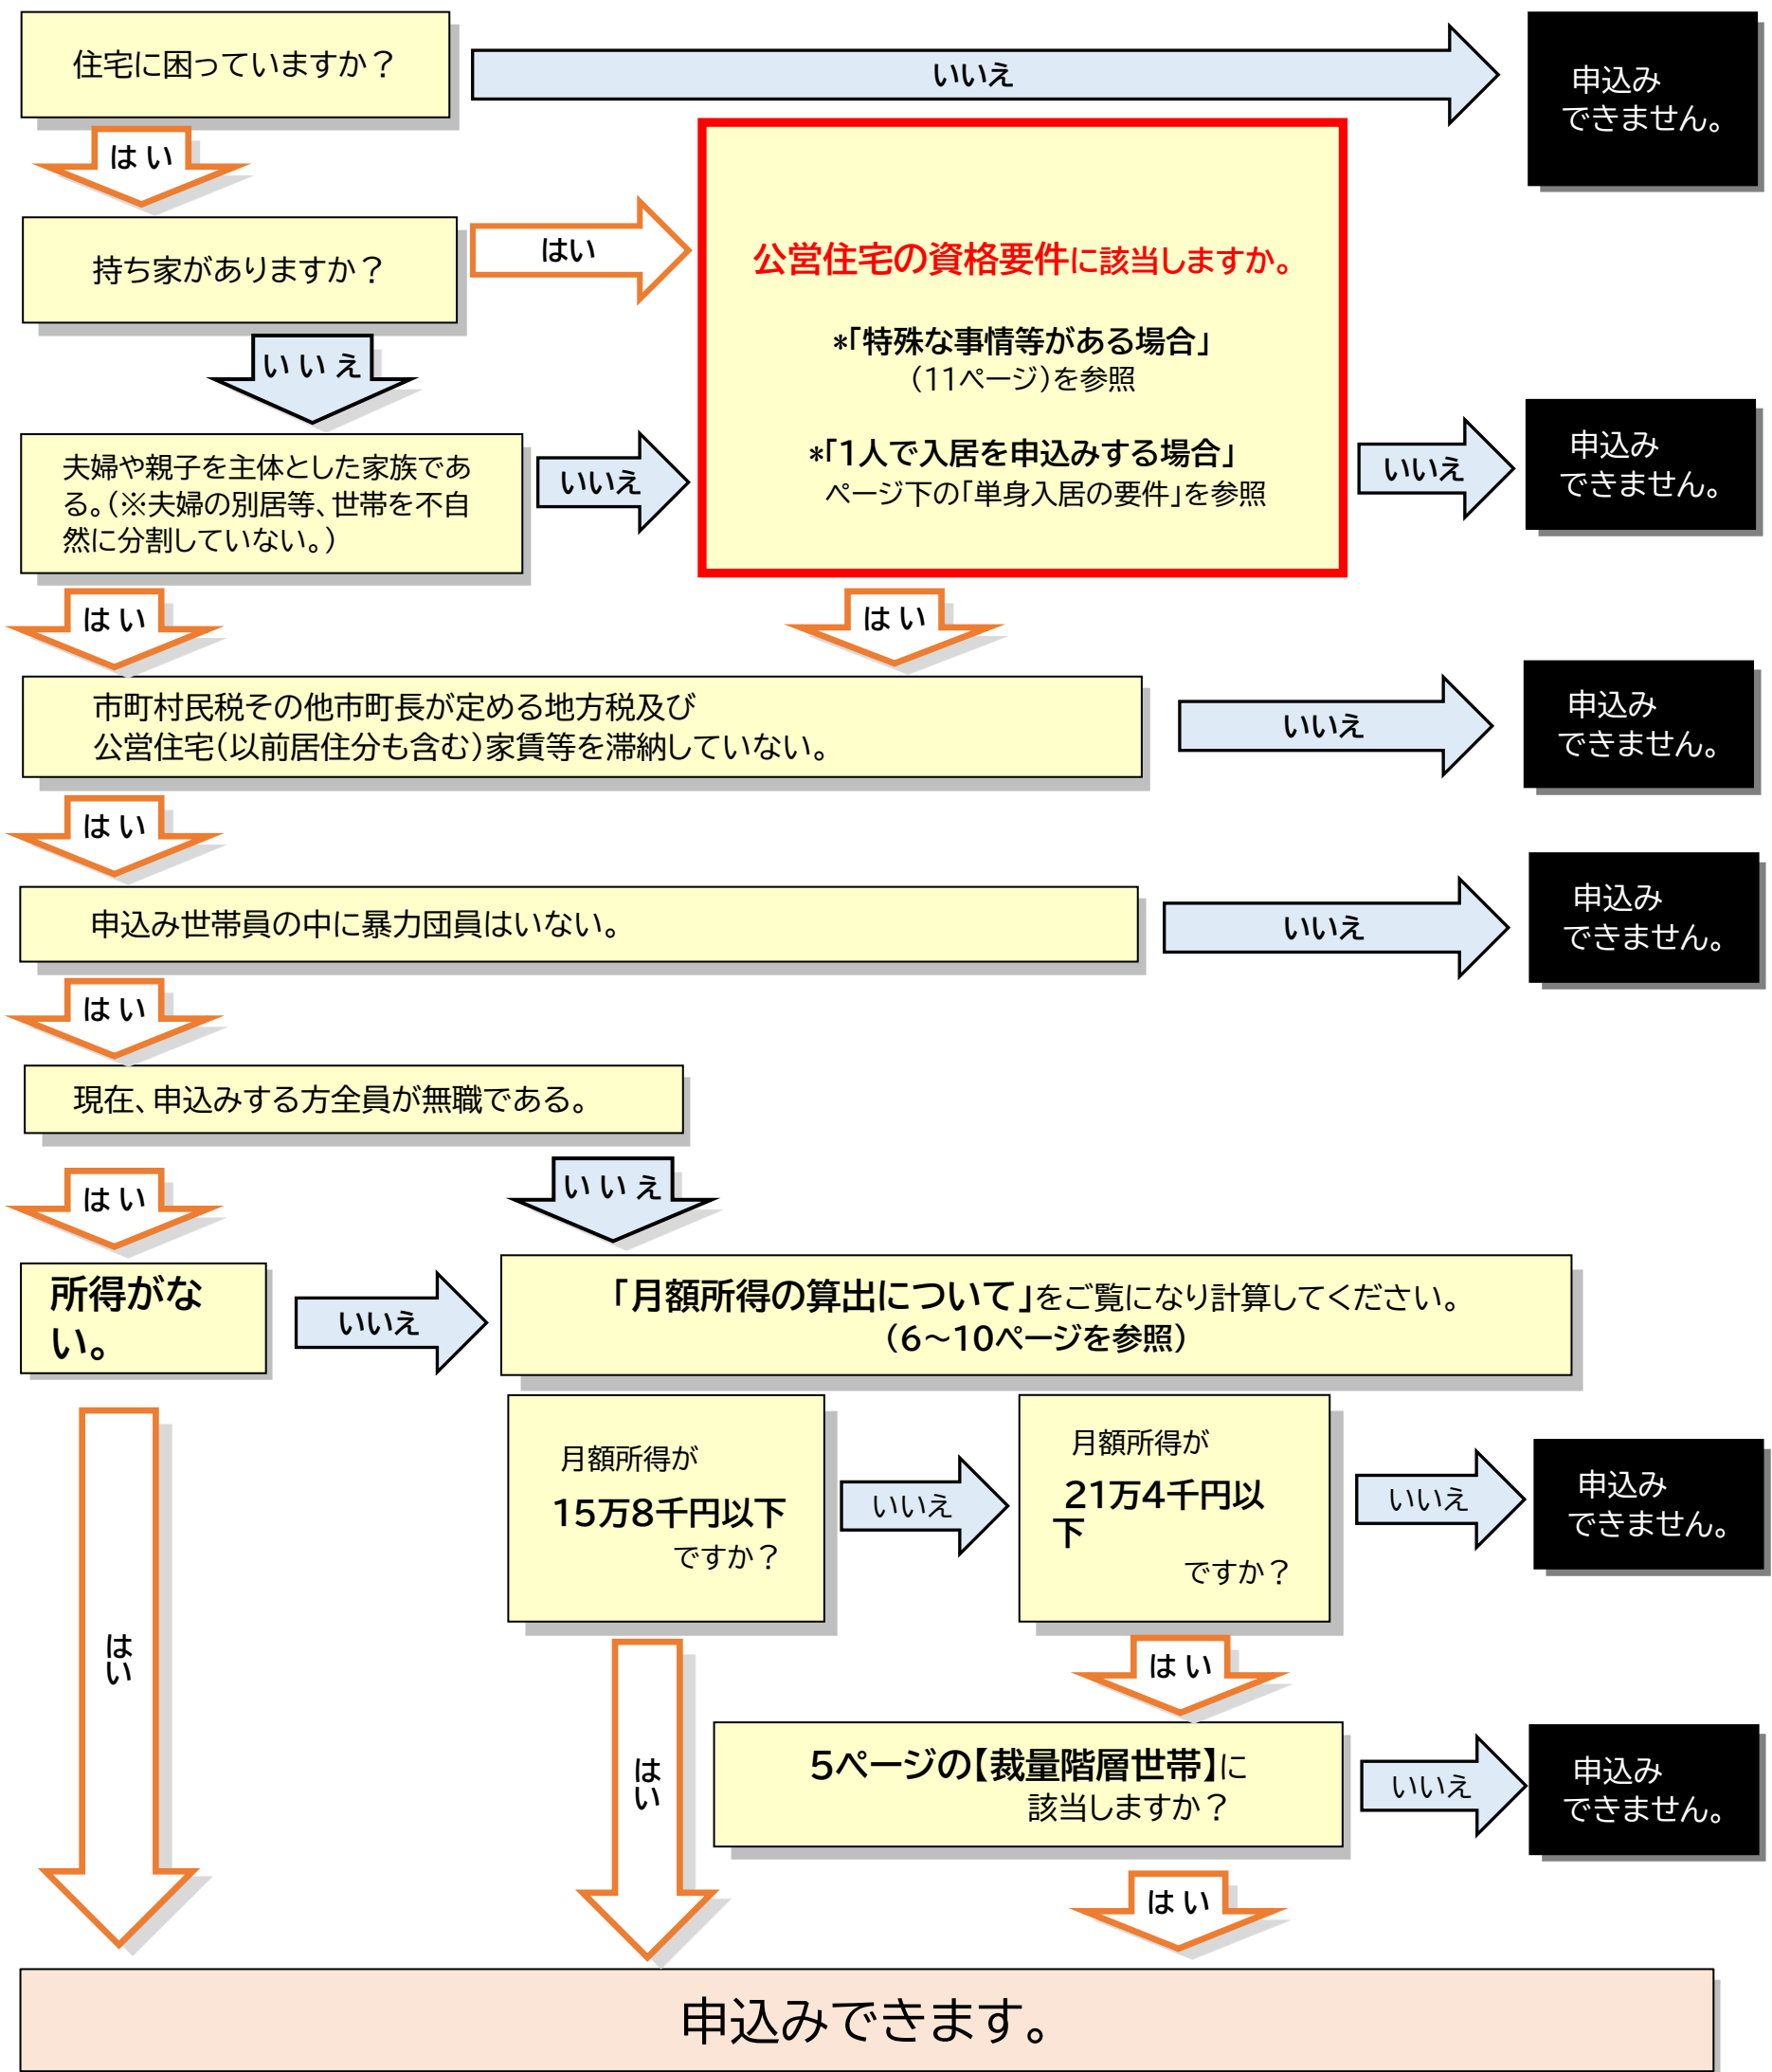 住宅に困っていますか？
いいえ
申込み
できません。
はい
持ち家がありますか？
はい
公営住宅の資格要件に該当しますか。
*「特殊な事情等がある場合」
（11ページ）を参照
*「1人で入居を申込みする場合」
ページ下の「単身入居の要件」を参照
いいえ
夫婦や親子を主体とした家族であ
る。（※夫婦の別居等、世帯を不自
然に分割していない。）
いいえ
いいえ
申込み
できません。
はい
はい
市町村民税その他市町長が定める地方税及び
公営住宅（以前居住分も含む）家賃等を滞納していない。
いいえ
申込み
できません。
はい
申込み世帯員の中に暴力団員はいない。
いいえ
申込み
できません。
はい
現在、申込みする方全員が無職である。
はい
いいえ
所得がな
い。
いいえ
「月額所得の算出について」をご覧になり計算してください。
（6～10ページを参照）
月額所得が
15万8千円以下
ですか？
いいえ
月額所得が
21万4千円以
下
ですか？
いいえ
申込み
できません。
はい
はい
はい
5ページの【裁量階層世帯】に
該当しますか？
いいえ
申込み
できません。
はい
申込みできます。